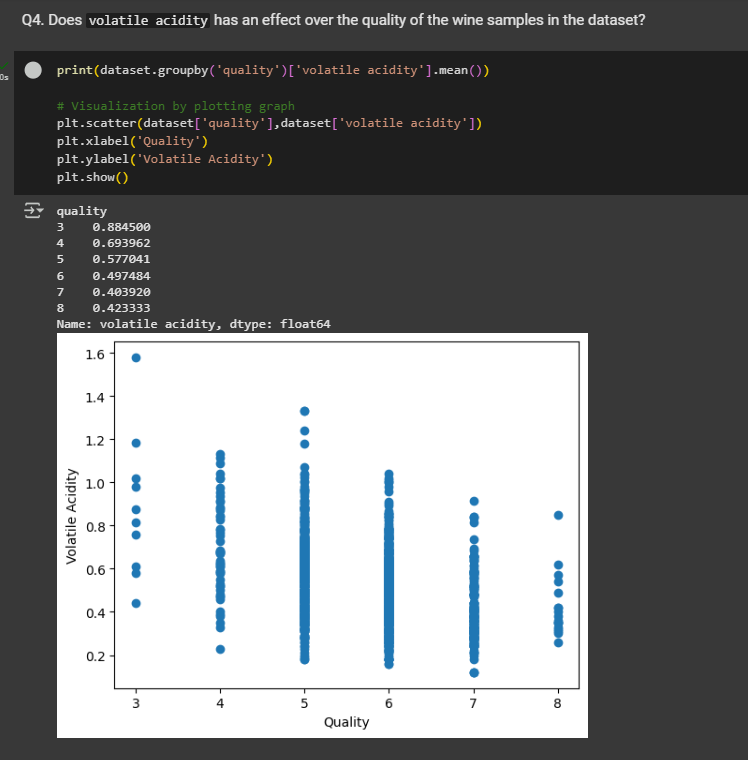 Q4. Does volatile acidity has an effect over the quality of the wine samples in the dataset?
0s
print(dataset.groupby('quality')['volatile acidity'].mean())
# Visualization by plotting graph
plt.scatter(dataset['quality'],dataset['volatile acidity'])
plt.xlabel('Quality')
plt.ylabel('Volatile Acidity')
plt.show()
quality
3    0.884500
4    0.693962
5    0.577041
6    0.497484
7    0.403920
8    0.423333
Name: volatile acidity, dtype: float64
1.6
1.4
1.2
1.0
0.8
0.6
0.4
0.2
Volatile Acidity
3 4 5 6 7 8
Quality